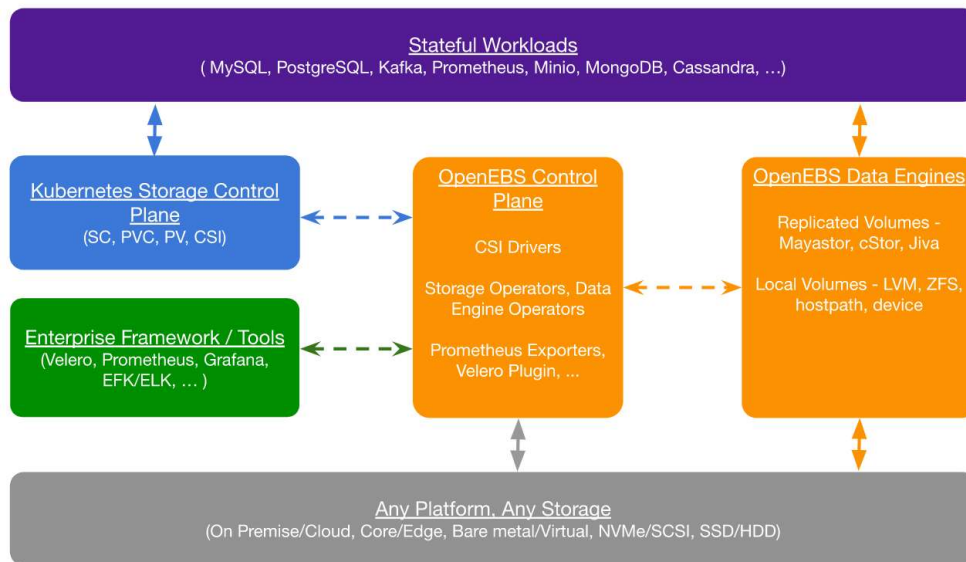 Stateful Workloads
( MySQL, PostgreSQL, Kafka, Prometheus, Minio, MongoDB, Cassandra, …)
Kubernetes Storage Control
Plane
(SC, PVC, PV, CSI)
OpenEBS Control
Plane
CSI Drivers
Storage Operators, Data
Engine Operators
Prometheus Exporters,
Velero Plugin, ...
OpenEBS Data Engines
Replicated Volumes -
Mayastor, cStor, Jiva
Local Volumes - LVM, ZFS,
hostpath, device
Enterprise Framework / Tools
(Velero, Prometheus, Grafana,
EFK/ELK, … )
Any Platform, Any Storage
(On Premise/Cloud, Core/Edge, Bare metal/Virtual, NVMe/SCSI, SSD/HDD)